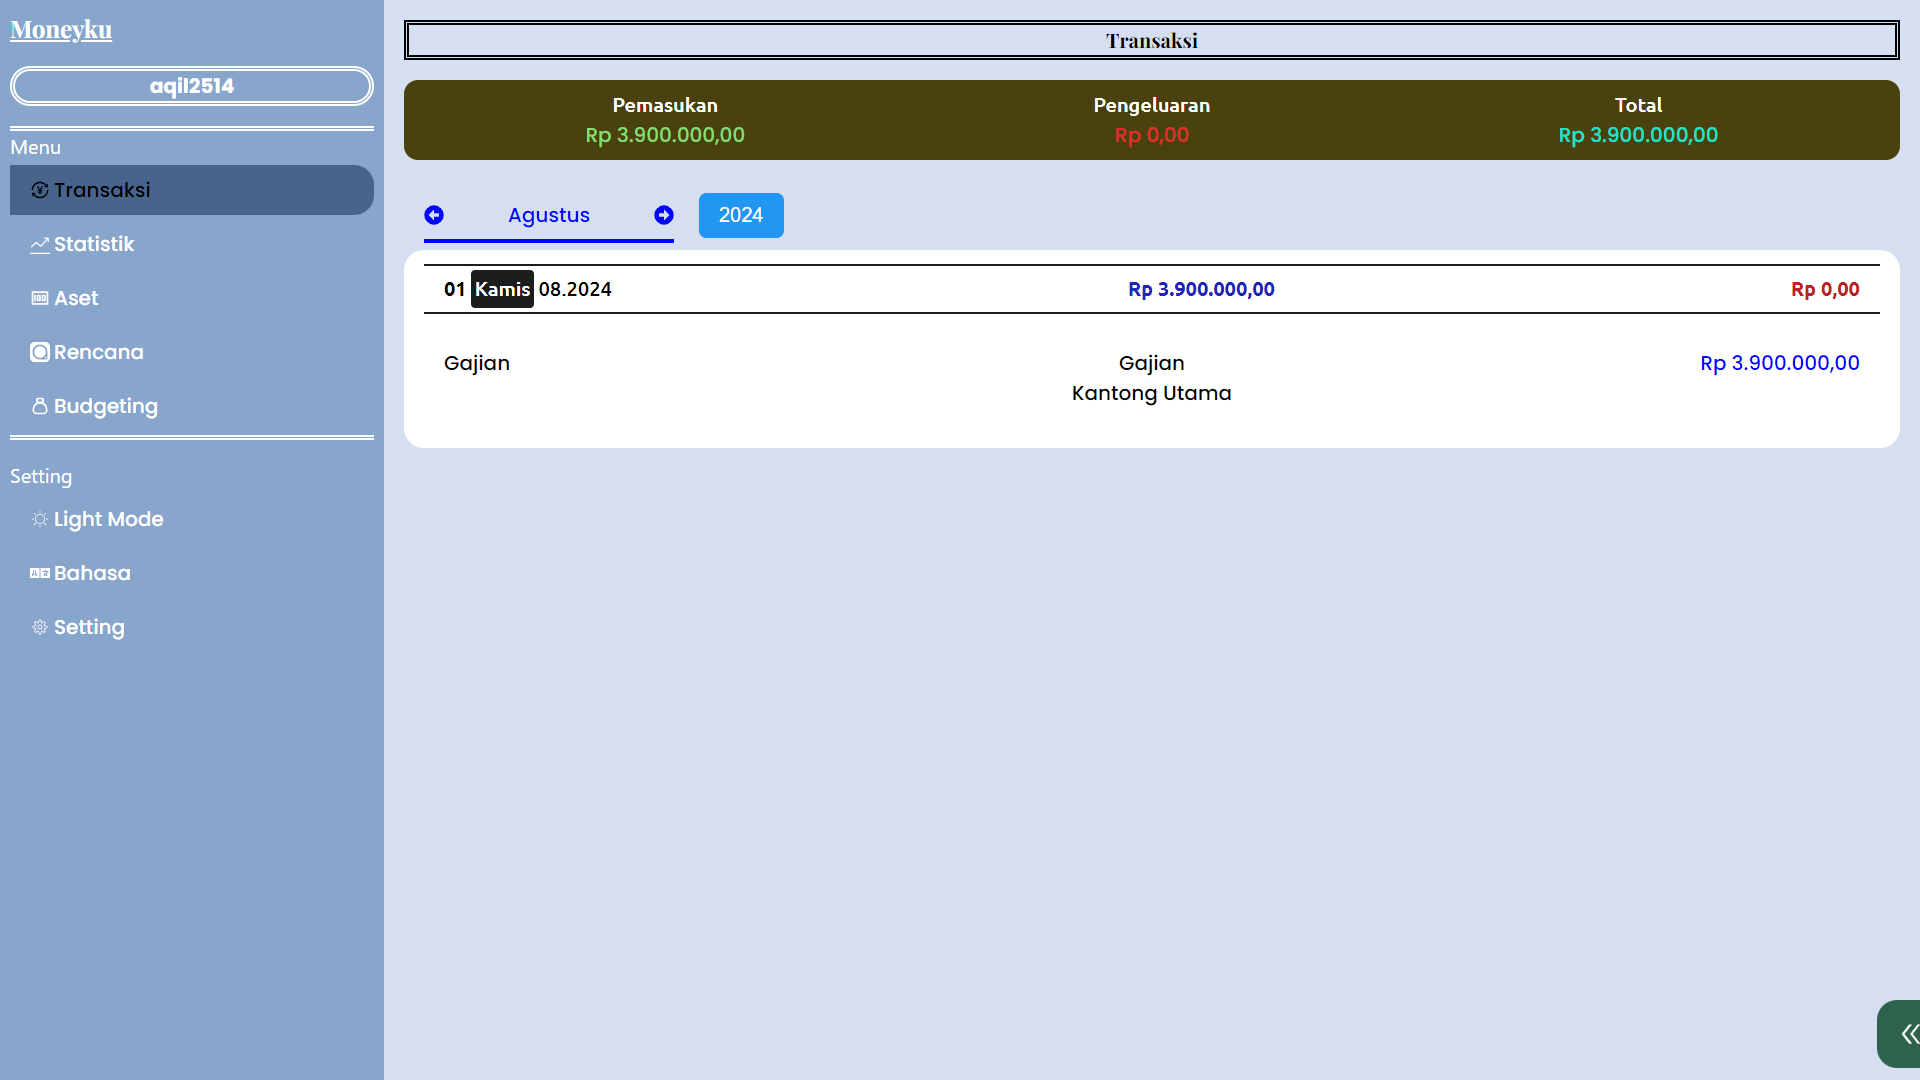 Moneyku
aqil2514
Menu
Transaksi
Statistik
Aset
Rencana
Budgeting
Setting
Light Mode
Bahasa
Setting
Transaksi
Pemasukan Pengeluaran Total
Rp 3.900.000,00 Rp 0,00 Rp 3.900.000,00
Agustus 2024
01 Kamis 08.2024 Rp 3.900.000,00 Rp 0,00
Gajian Gajian Rp 3.900.000,00
Kantong Utama